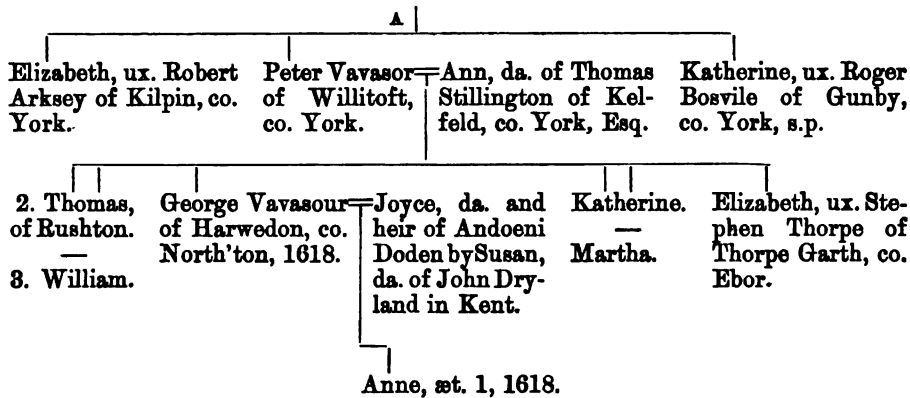 A
Elizabeth, ux. Robert
Arksey of Kilpin, co.
York.
Peter Vavasor
of Willitoft,
co. York.
Ann, da. of Thomas
Stillington of Kel-
feld, co. York, Esq.
Katherine, ux. Roger
Bosvile of Gunby,
co. York, s.p.
2. Thomas,
of Rushton.
—
3. William.
George Vavasour
of Harwedon, co.
North'ton, 1618.
Joyce, da. and
heir of Andoeni
Doden by Susan,
da. of John Dry-
land in Kent.
Katherine.
—
Martha.
Elizabeth, ux. Ste-
phen Thorpe of
Thorpe Garth, co.
Ebor.
Anne, æt. 1, 1618.